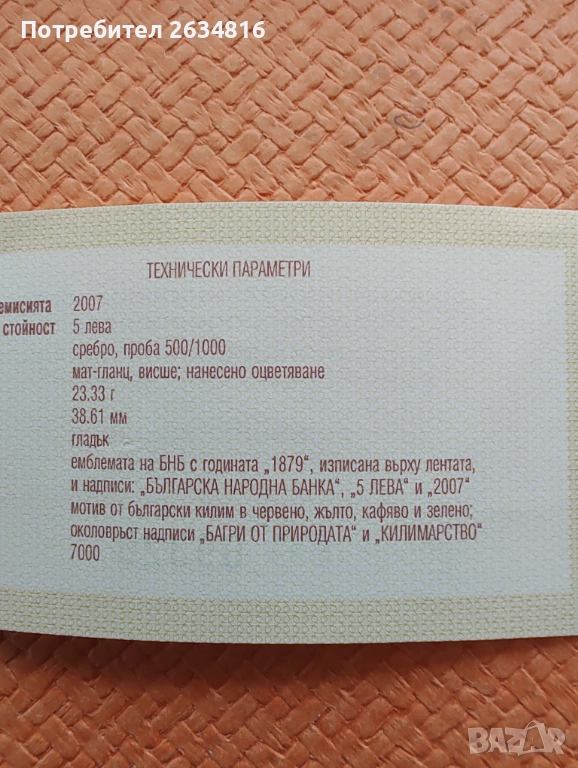 Потребител 2634816
ТЕХНИЧЕСКИ ПАРАМЕТРИ
емисията 2007
стойност 5 лева
сребро, проба 500/1000
мат-гланц, висше; нанесено оцветяване
23.33 г
38.61 мм
гладък
емблемата на БНБ с годината „1879“, изписана върху лентата,
и надписи: „БЪЛГАРСКА НАРОДНА БАНКА“, „5 ЛЕВА“ и „2007“
мотив от български килим в червено, жълто, кафяво и зелено;
околовръст надписи „БАГРИ ОТ ПРИРОДАТА“ и „КИЛИМАРСТВО“
7000
BAZAR